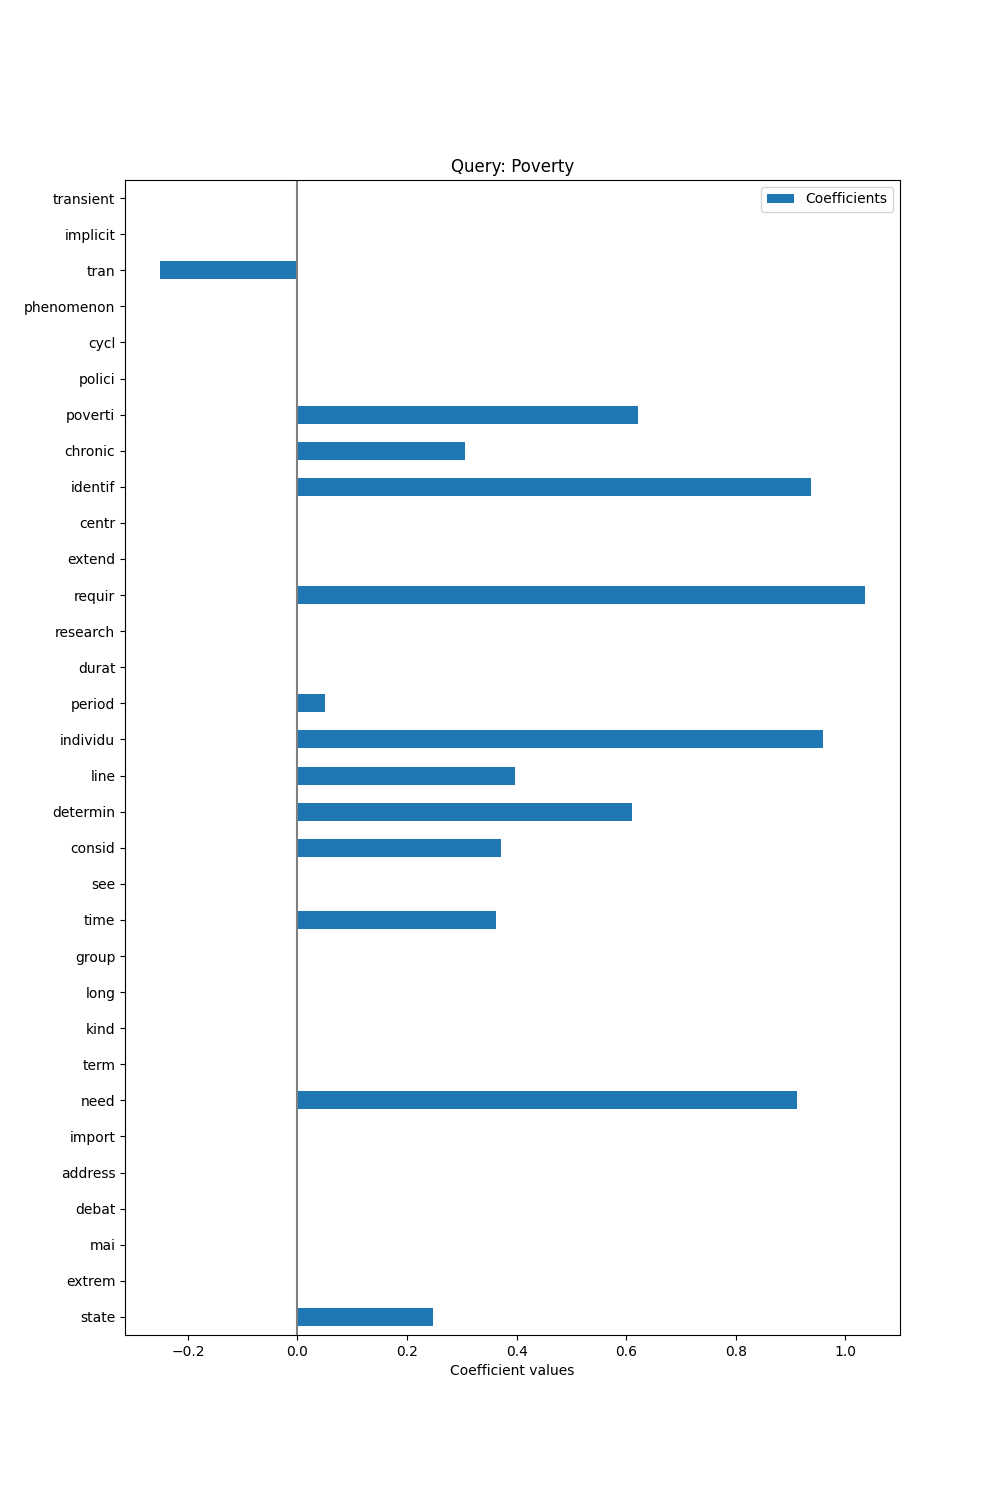 Query: Poverty
Coefficients
transient
implicit
tran
phenomenon
cycl
polici
poverti
chronic
identif
centr
extend
requir
research
durat
period
individu
line
determin
consid
see
time
group
long
kind
term
need
import
address
debat
mai
extrem
state
−0.2 0.0 0.2 0.4 0.6 0.8 1.0
Coefficient values